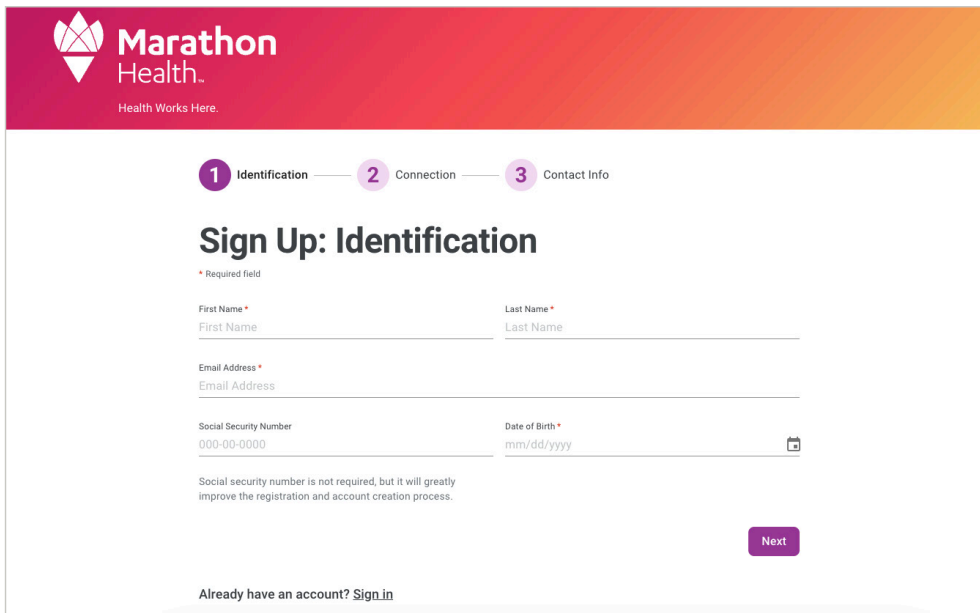 Marathon
Health™
Health Works Here.
1 Identification 2 Connection 3 Contact Info
Sign Up: Identification
* Required field
First Name * Last Name *
First Name Last Name
Email Address *
Email Address
Social Security Number Date of Birth *
000-00-0000 mm/dd/yyyy
Social security number is not required, but it will greatly
improve the registration and account creation process.
Next
Already have an account? Sign in